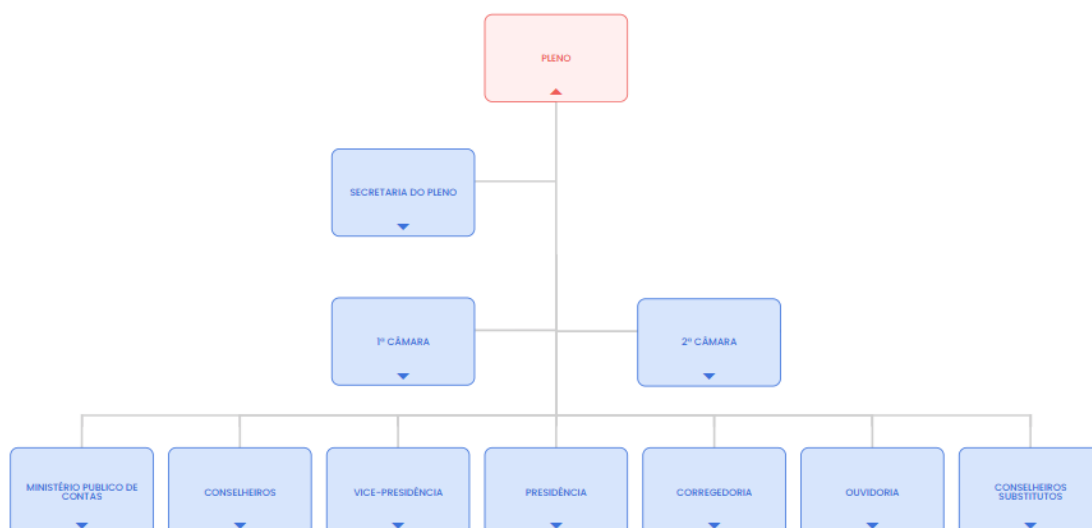 PLENO
SECRETARIA DO PLENO
1ª CÂMARA
2ª CÂMARA
MINISTÉRIO PUBLICO DE
CONTAS
CONSELHEIROS
VICE-PRESIDÊNCIA
PRESIDÊNCIA
CORREGEDORIA
OUVIDORIA
CONSELHEIROS
SUBSTITUTOS